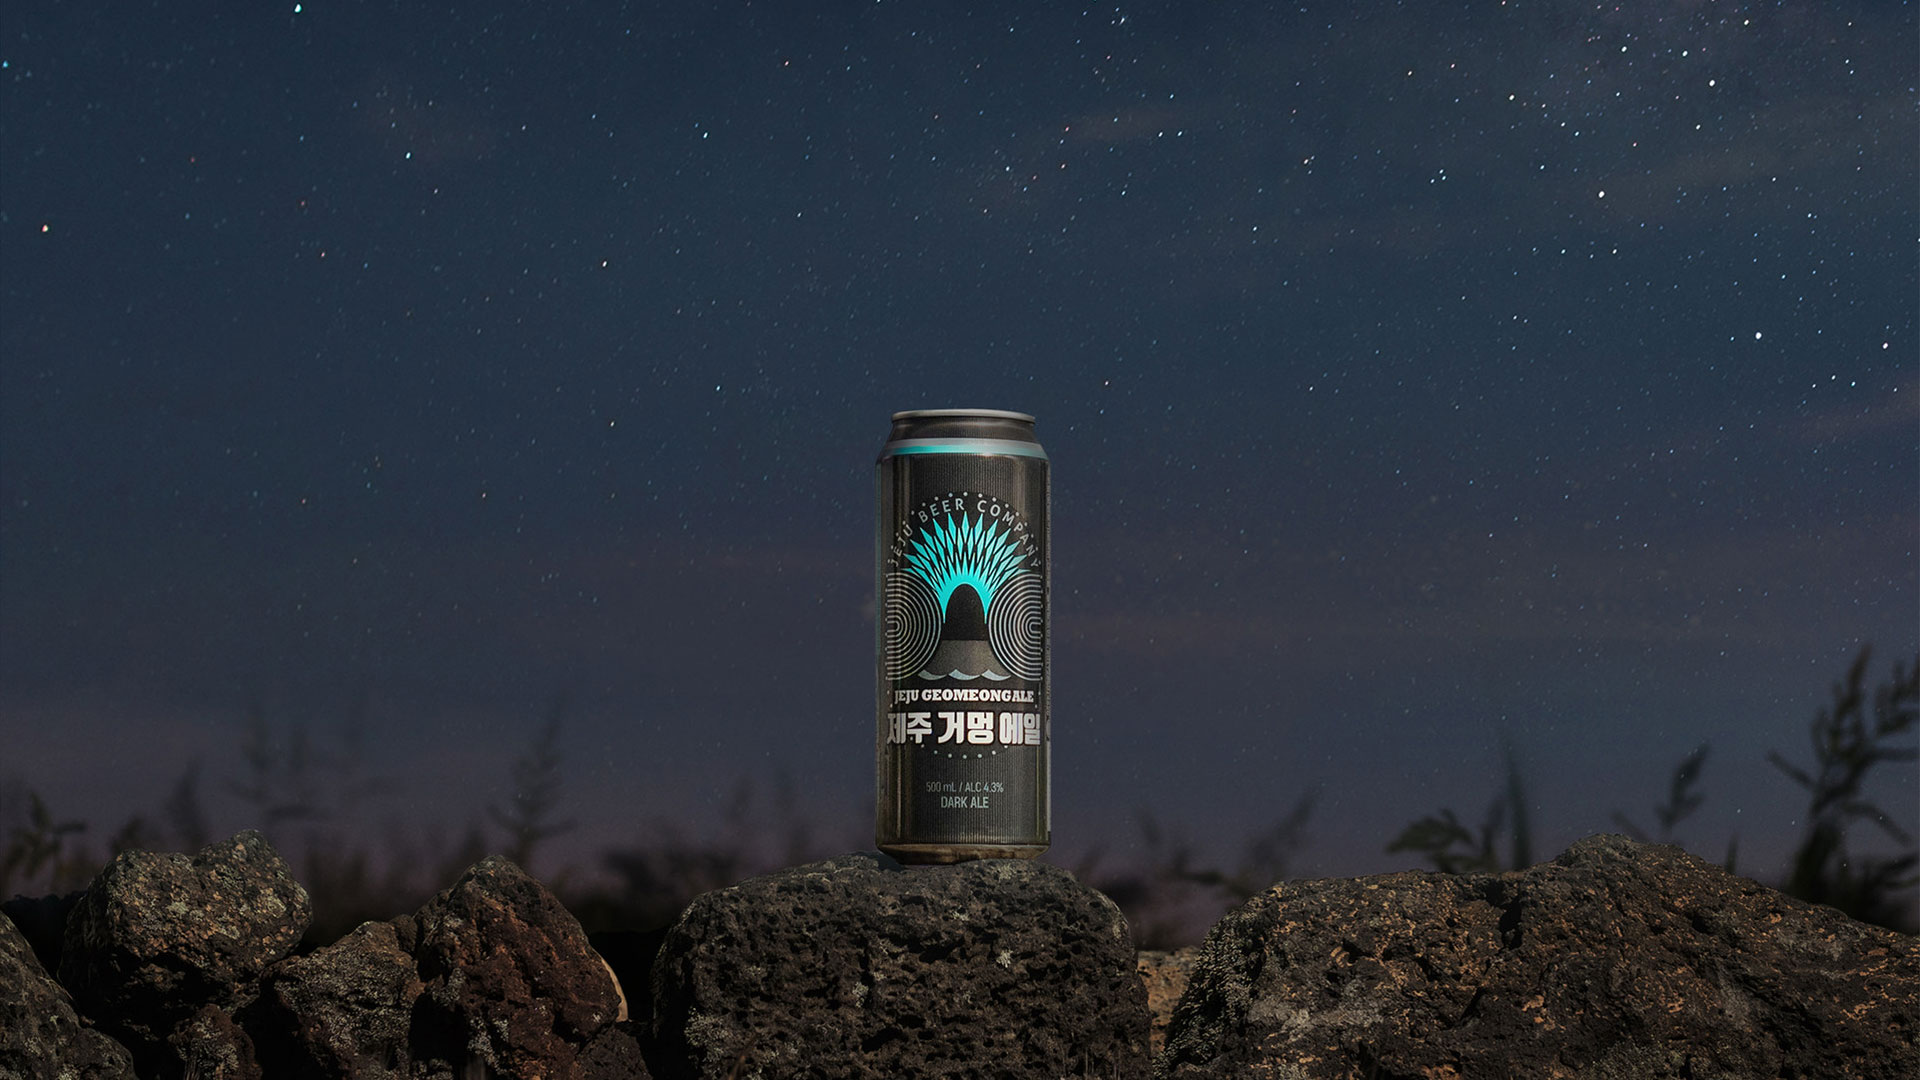 JEJU BEER COMPANY
JEJU GEOMEONG ALE
제주 거멍 에일
500 mL / ALC 4.3%
DARK ALE